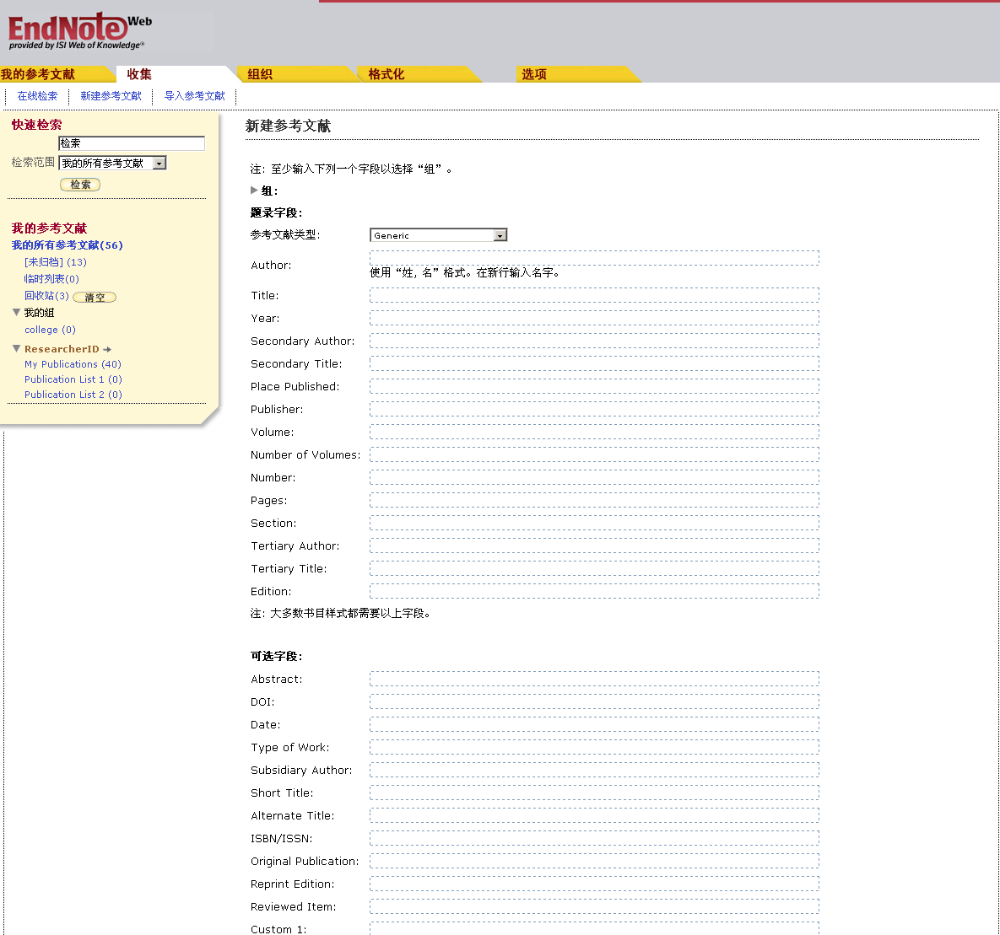 EndNote Web
provided by ISI Web of Knowledge®
我的参考文献 收集 组织 格式化 选项
在线检索 新建参考文献 导入参考文献
快速检索
检索
检索范围 我的所有参考文献
检索
我的参考文献
我的所有参考文献(56)
[未归档] (13)
临时列表(0)
回收站(3) 清空
我的组
college (0)
ResearcherID
My Publications (40)
Publication List 1 (0)
Publication List 2 (0)
新建参考文献
注: 至少输入下列一个字段以选择“组”。
组:
题录字段:
参考文献类型: Generic
Author:
使用“姓, 名”格式。在新行输入名字。
Title:
Year:
Secondary Author:
Secondary Title:
Place Published:
Publisher:
Volume:
Number of Volumes:
Number:
Pages:
Section:
Tertiary Author:
Tertiary Title:
Edition:
注: 大多数书目样式都需要以上字段。
可选字段:
Abstract:
DOI:
Date:
Type of Work:
Subsidiary Author:
Short Title:
Alternate Title:
ISBN/ISSN:
Original Publication:
Reprint Edition:
Reviewed Item:
Custom 1: